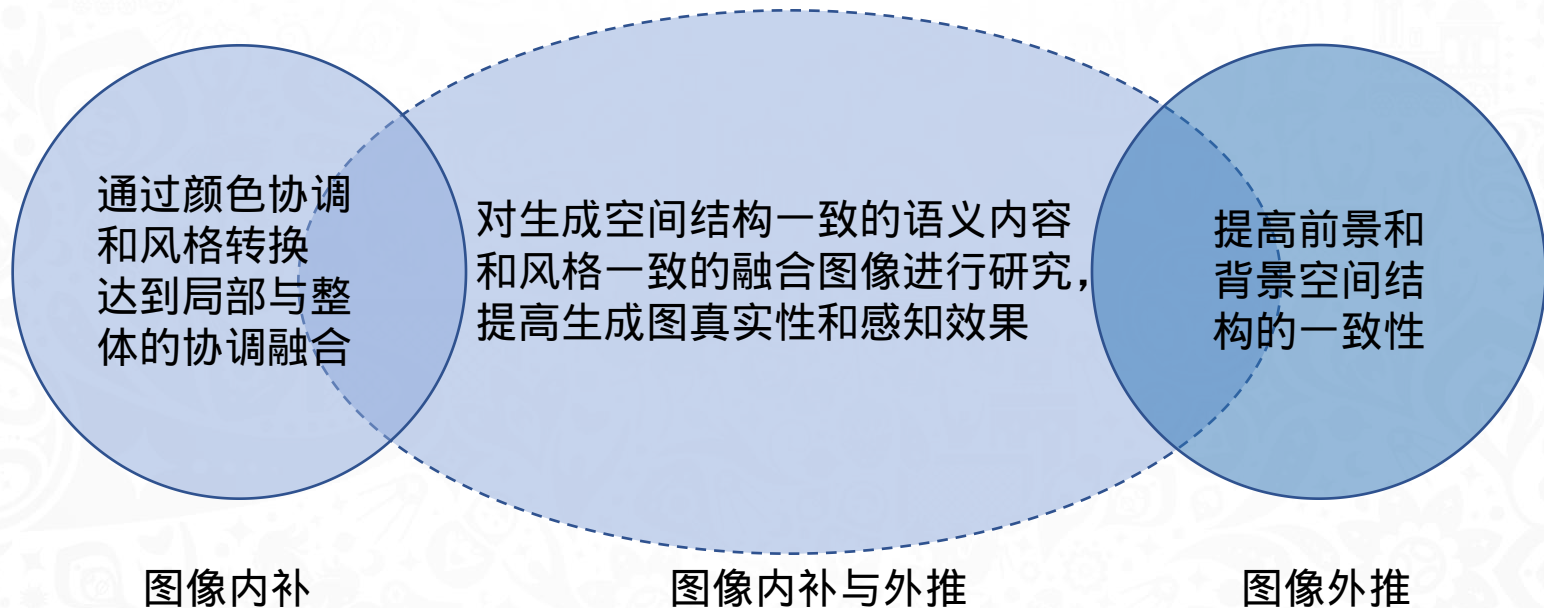 通过颜色协调
和风格转换
达到局部与整
体的协调融合
对生成空间结构一致的语义内容
和风格一致的融合图像进行研究，
提高生成图真实性和感知效果
提高前景和
背景空间结
构的一致性
图像内补
图像内补与外推
图像外推